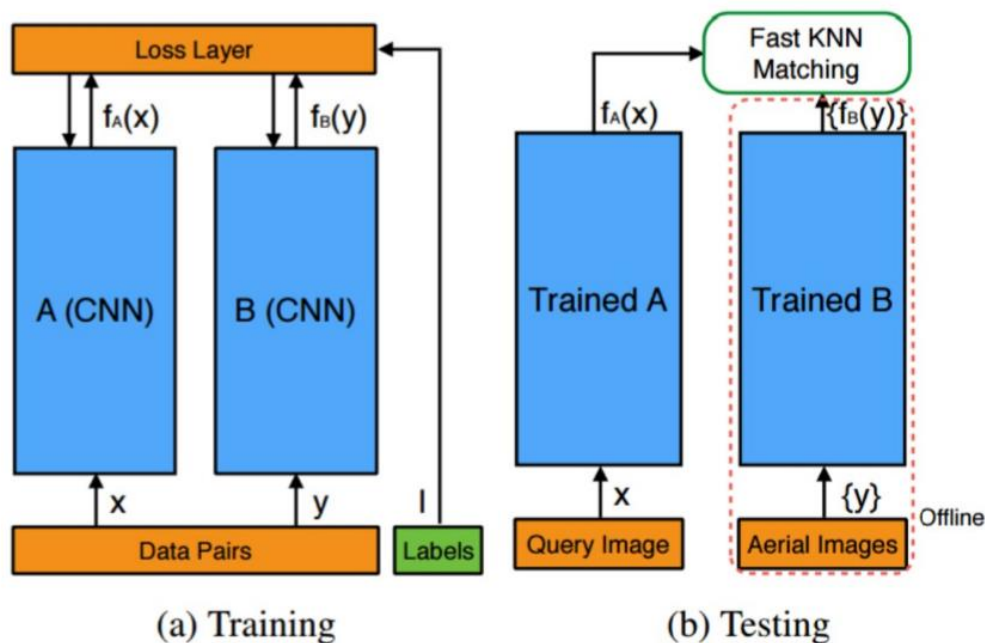 Loss Layer
fA(x)
fB(y)
A (CNN)
B (CNN)
x
y
l
Data Pairs
Labels
(a) Training
Fast KNN
Matching
fA(x)
{fB(y)}
Trained A
Trained B
x
{y}
Query Image
Aerial Images
Offline
(b) Testing